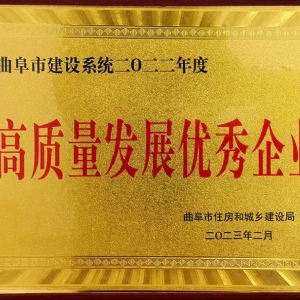 曲阜市建设系统二〇二二年度
高质量发展优秀企业
曲阜市住房和城乡建设局
二〇二三年二月